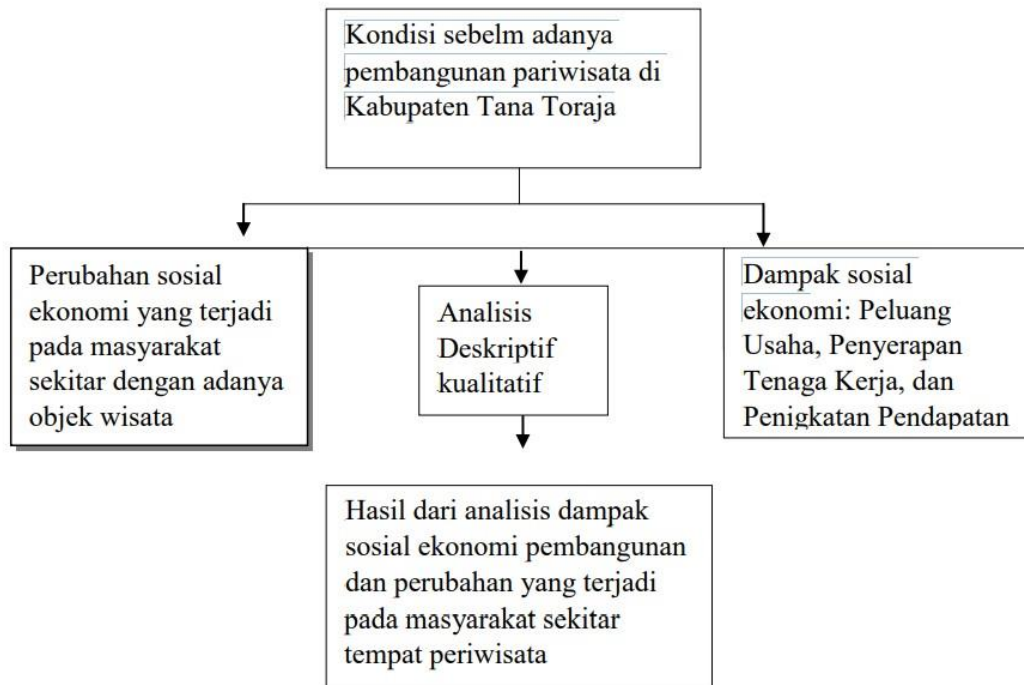 Kondisi sebelm adanya
pembangunan pariwisata di
Kabupaten Tana Toraja
Perubahan sosial
ekonomi yang terjadi
pada masyarakat
sekitar dengan adanya
objek wisata
Analisis
Deskriptif
kualitatif
Dampak sosial
ekonomi: Peluang
Usaha, Penyerapan
Tenaga Kerja, dan
Penigkatan Pendapatan
Hasil dari analisis dampak
sosial ekonomi pembangunan
dan perubahan yang terjadi
pada masyarakat sekitar
tempat periwisata